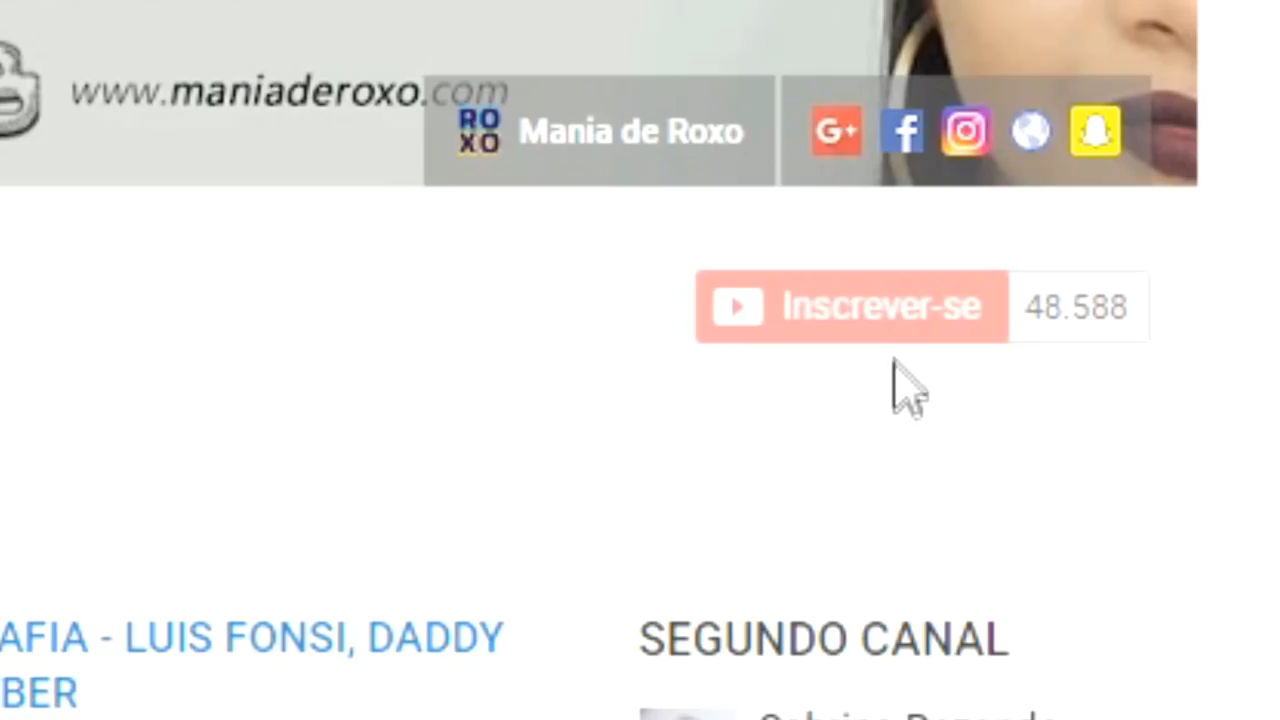 www.maniaderoxo.com
RO
XO
Mania de Roxo
G+
f
Inscrever-se
48.588
AFIA - LUIS FONSI, DADDY
BER
SEGUNDO CANAL